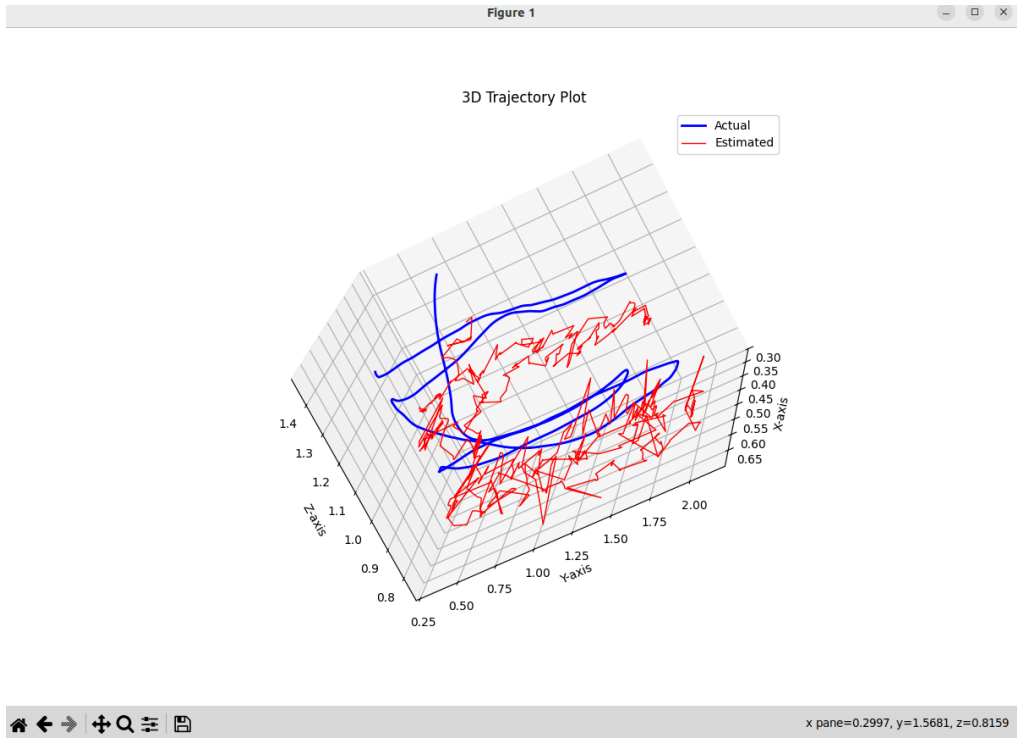 Figure 1
3D Trajectory Plot
Actual
Estimated
1.4
1.3
1.2
1.1
1.0
0.9
0.8
Z-axis
0.25
0.50
0.75
1.00
1.25
1.50
1.75
2.00
Y-axis
0.30
0.35
0.40
0.45
0.50
0.55
0.60
0.65
X-axis
x pane=0.2997, y=1.5681, z=0.8159